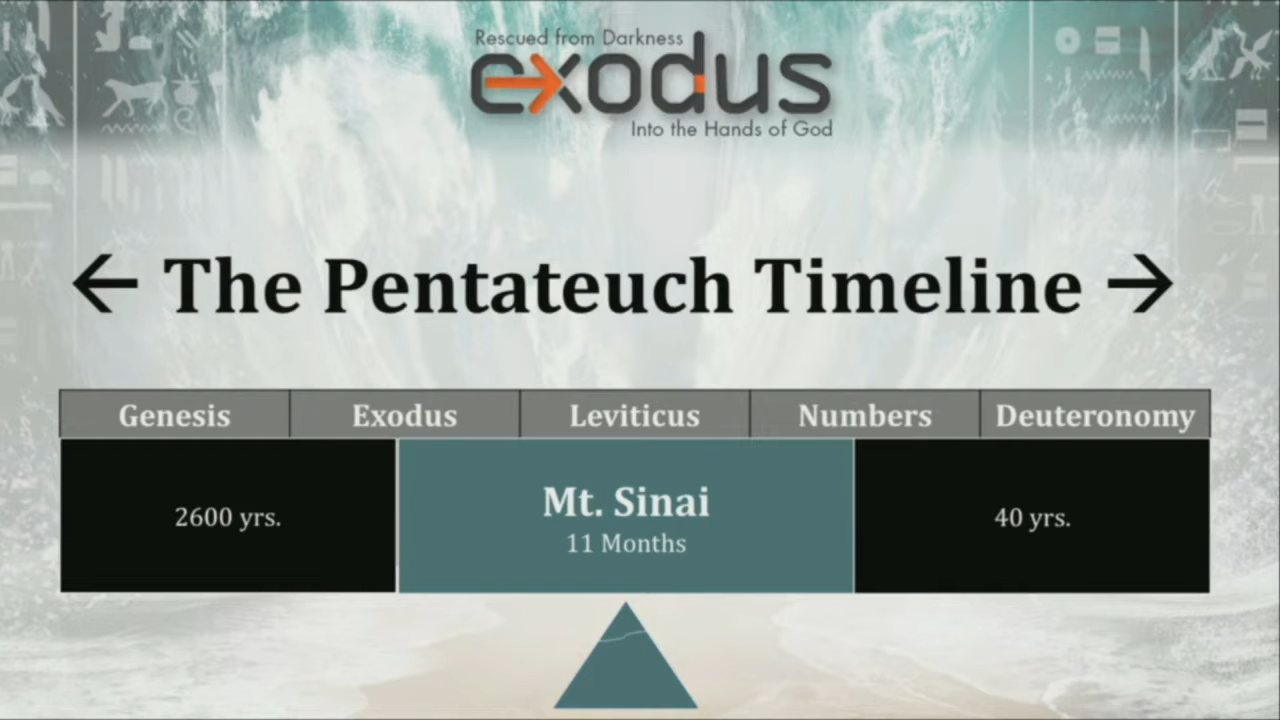 Rescued from Darkness
exodus
Into the Hands of God
← The Pentateuch Timeline →
Genesis Exodus Leviticus Numbers Deuteronomy
2600 yrs.
Mt. Sinai
11 Months
40 yrs.